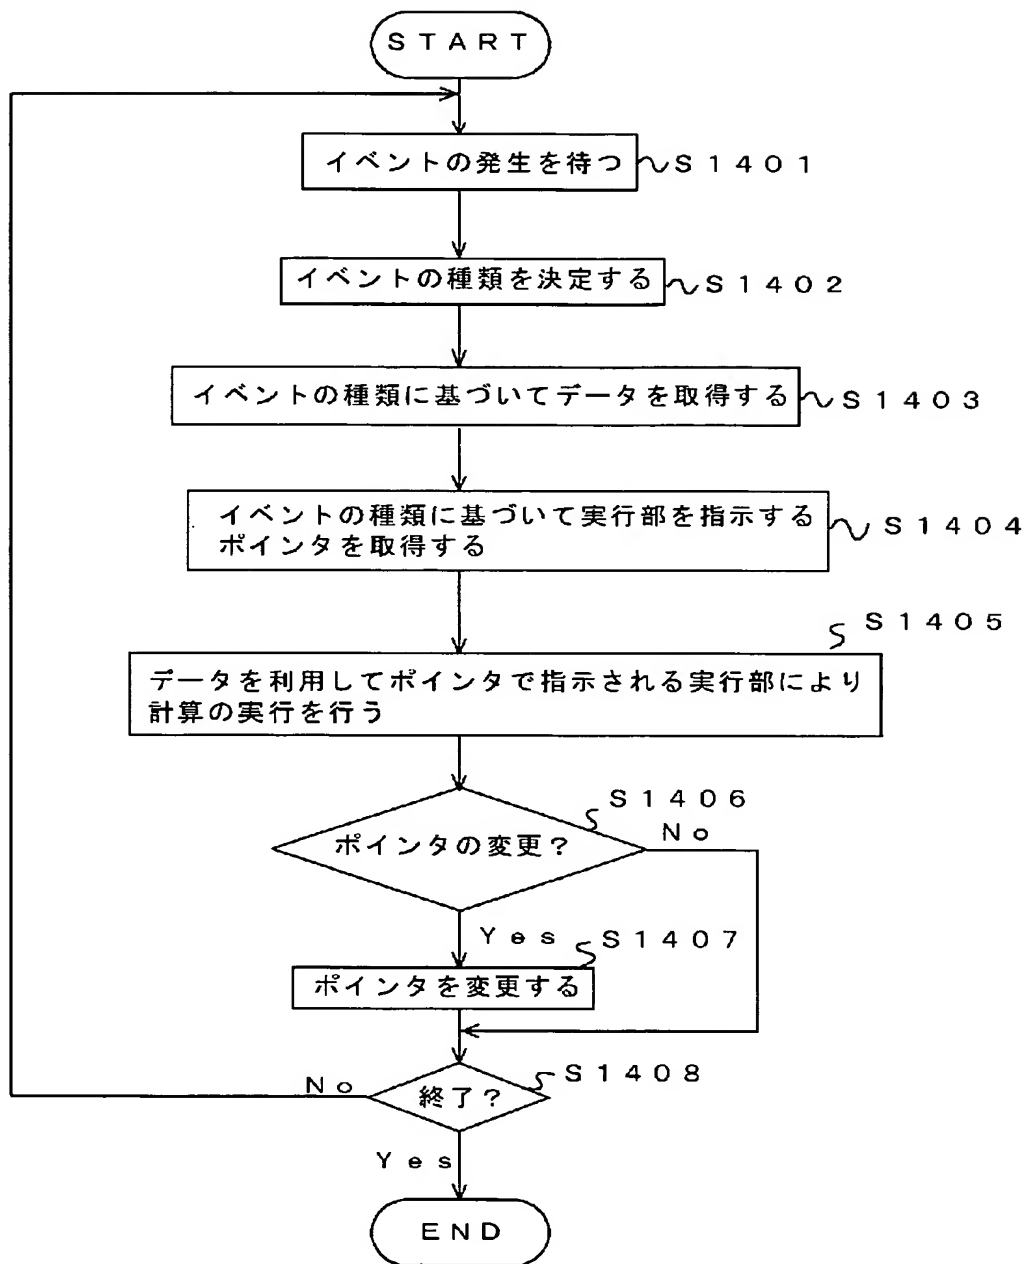 ＳＴＡＲＴ
イベントの発生を待つ
Ｓ１４０１
イベントの種類を決定する
Ｓ１４０２
イベントの種類に基づいてデータを取得する
Ｓ１４０３
イベントの種類に基づいて実行部を指示する
ポインタを取得する
Ｓ１４０４
Ｓ１４０５
データを利用してポインタで指示される実行部により
計算の実行を行う
Ｓ１４０６
ポインタの変更？
Ｎｏ
Ｙｅｓ
Ｓ１４０７
ポインタを変更する
Ｓ１４０８
Ｎｏ
終了？
Ｙｅｓ
ＥＮＤ